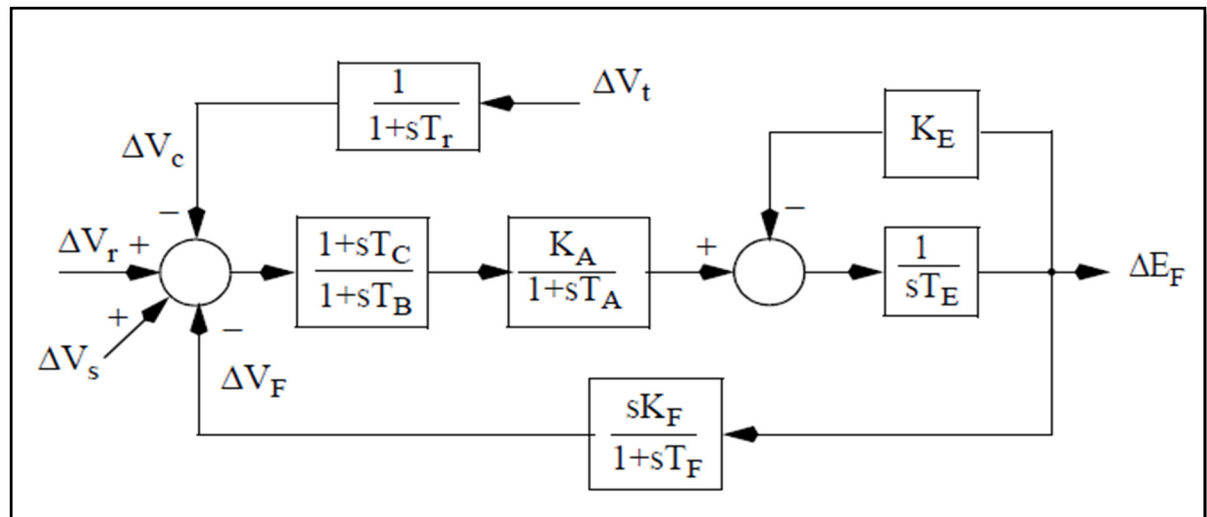 1
1+sT_r
ΔV_t
ΔV_c
K_E
−
−
ΔV_r +
1+sT_C
1+sT_B
K_A
1+sT_A
+
1
sT_E
ΔE_F
+
−
ΔV_s
ΔV_F
sK_F
1+sT_F